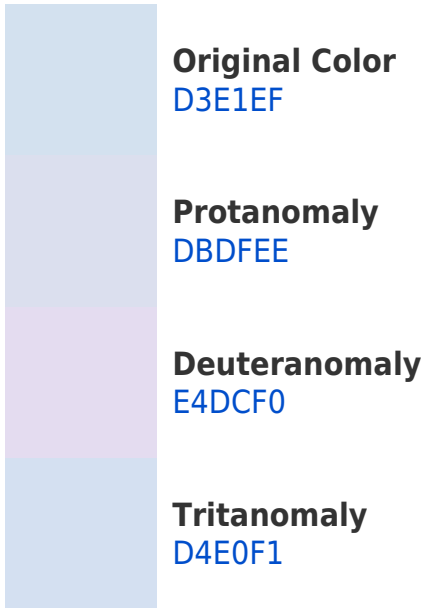 Original Color
D3E1EF
Protanomaly
DBDFEE
Deuteranomaly
E4DCF0
Tritanomaly
D4E0F1